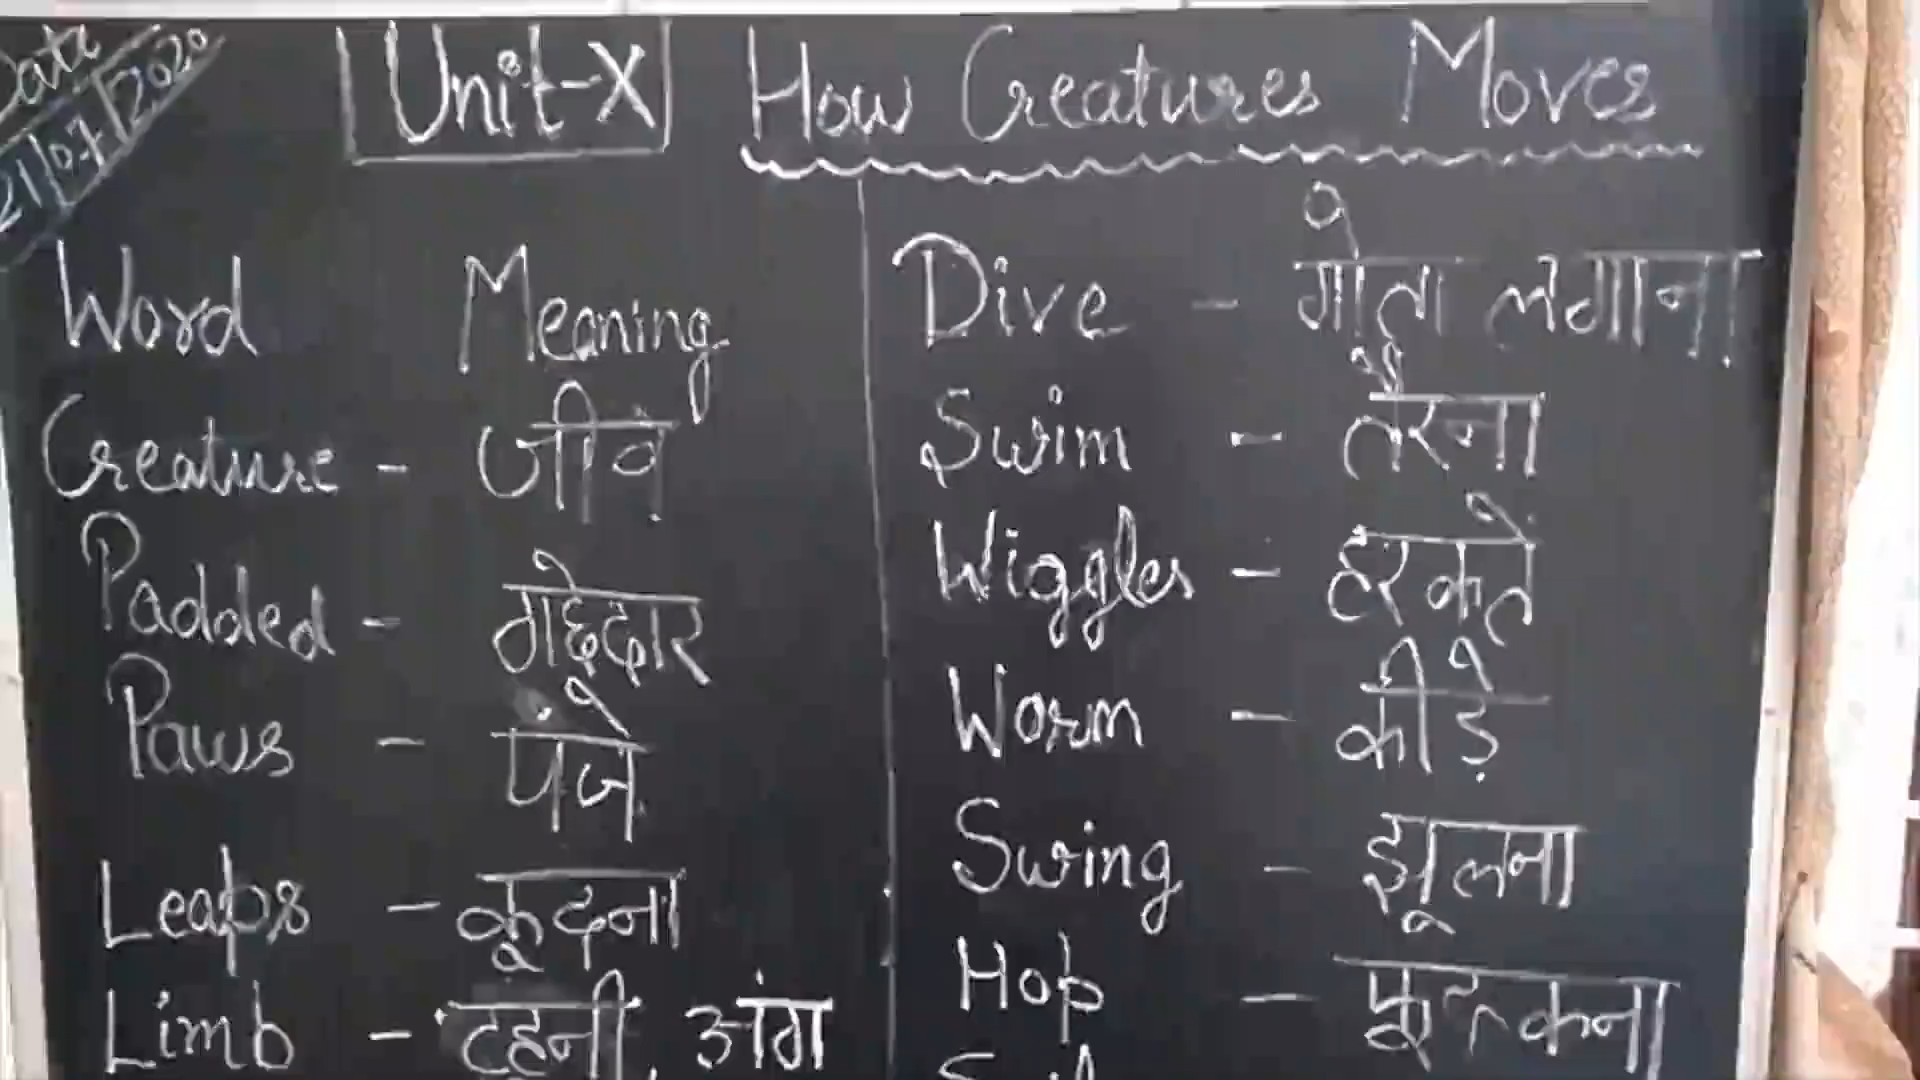 Date
21/07/2020
Unit-X How Creatures Moves
Word Meaning
Creature - जीव
Padded - गद्देदार
Paws - पंजे
Leaps - कूदना
Limb - टहनी, अंग
Dive - गोता लगाना
Swim - तैरना
Wiggles - हरकतें
Worm - कीड़े
Swing - झूलना
Hop -